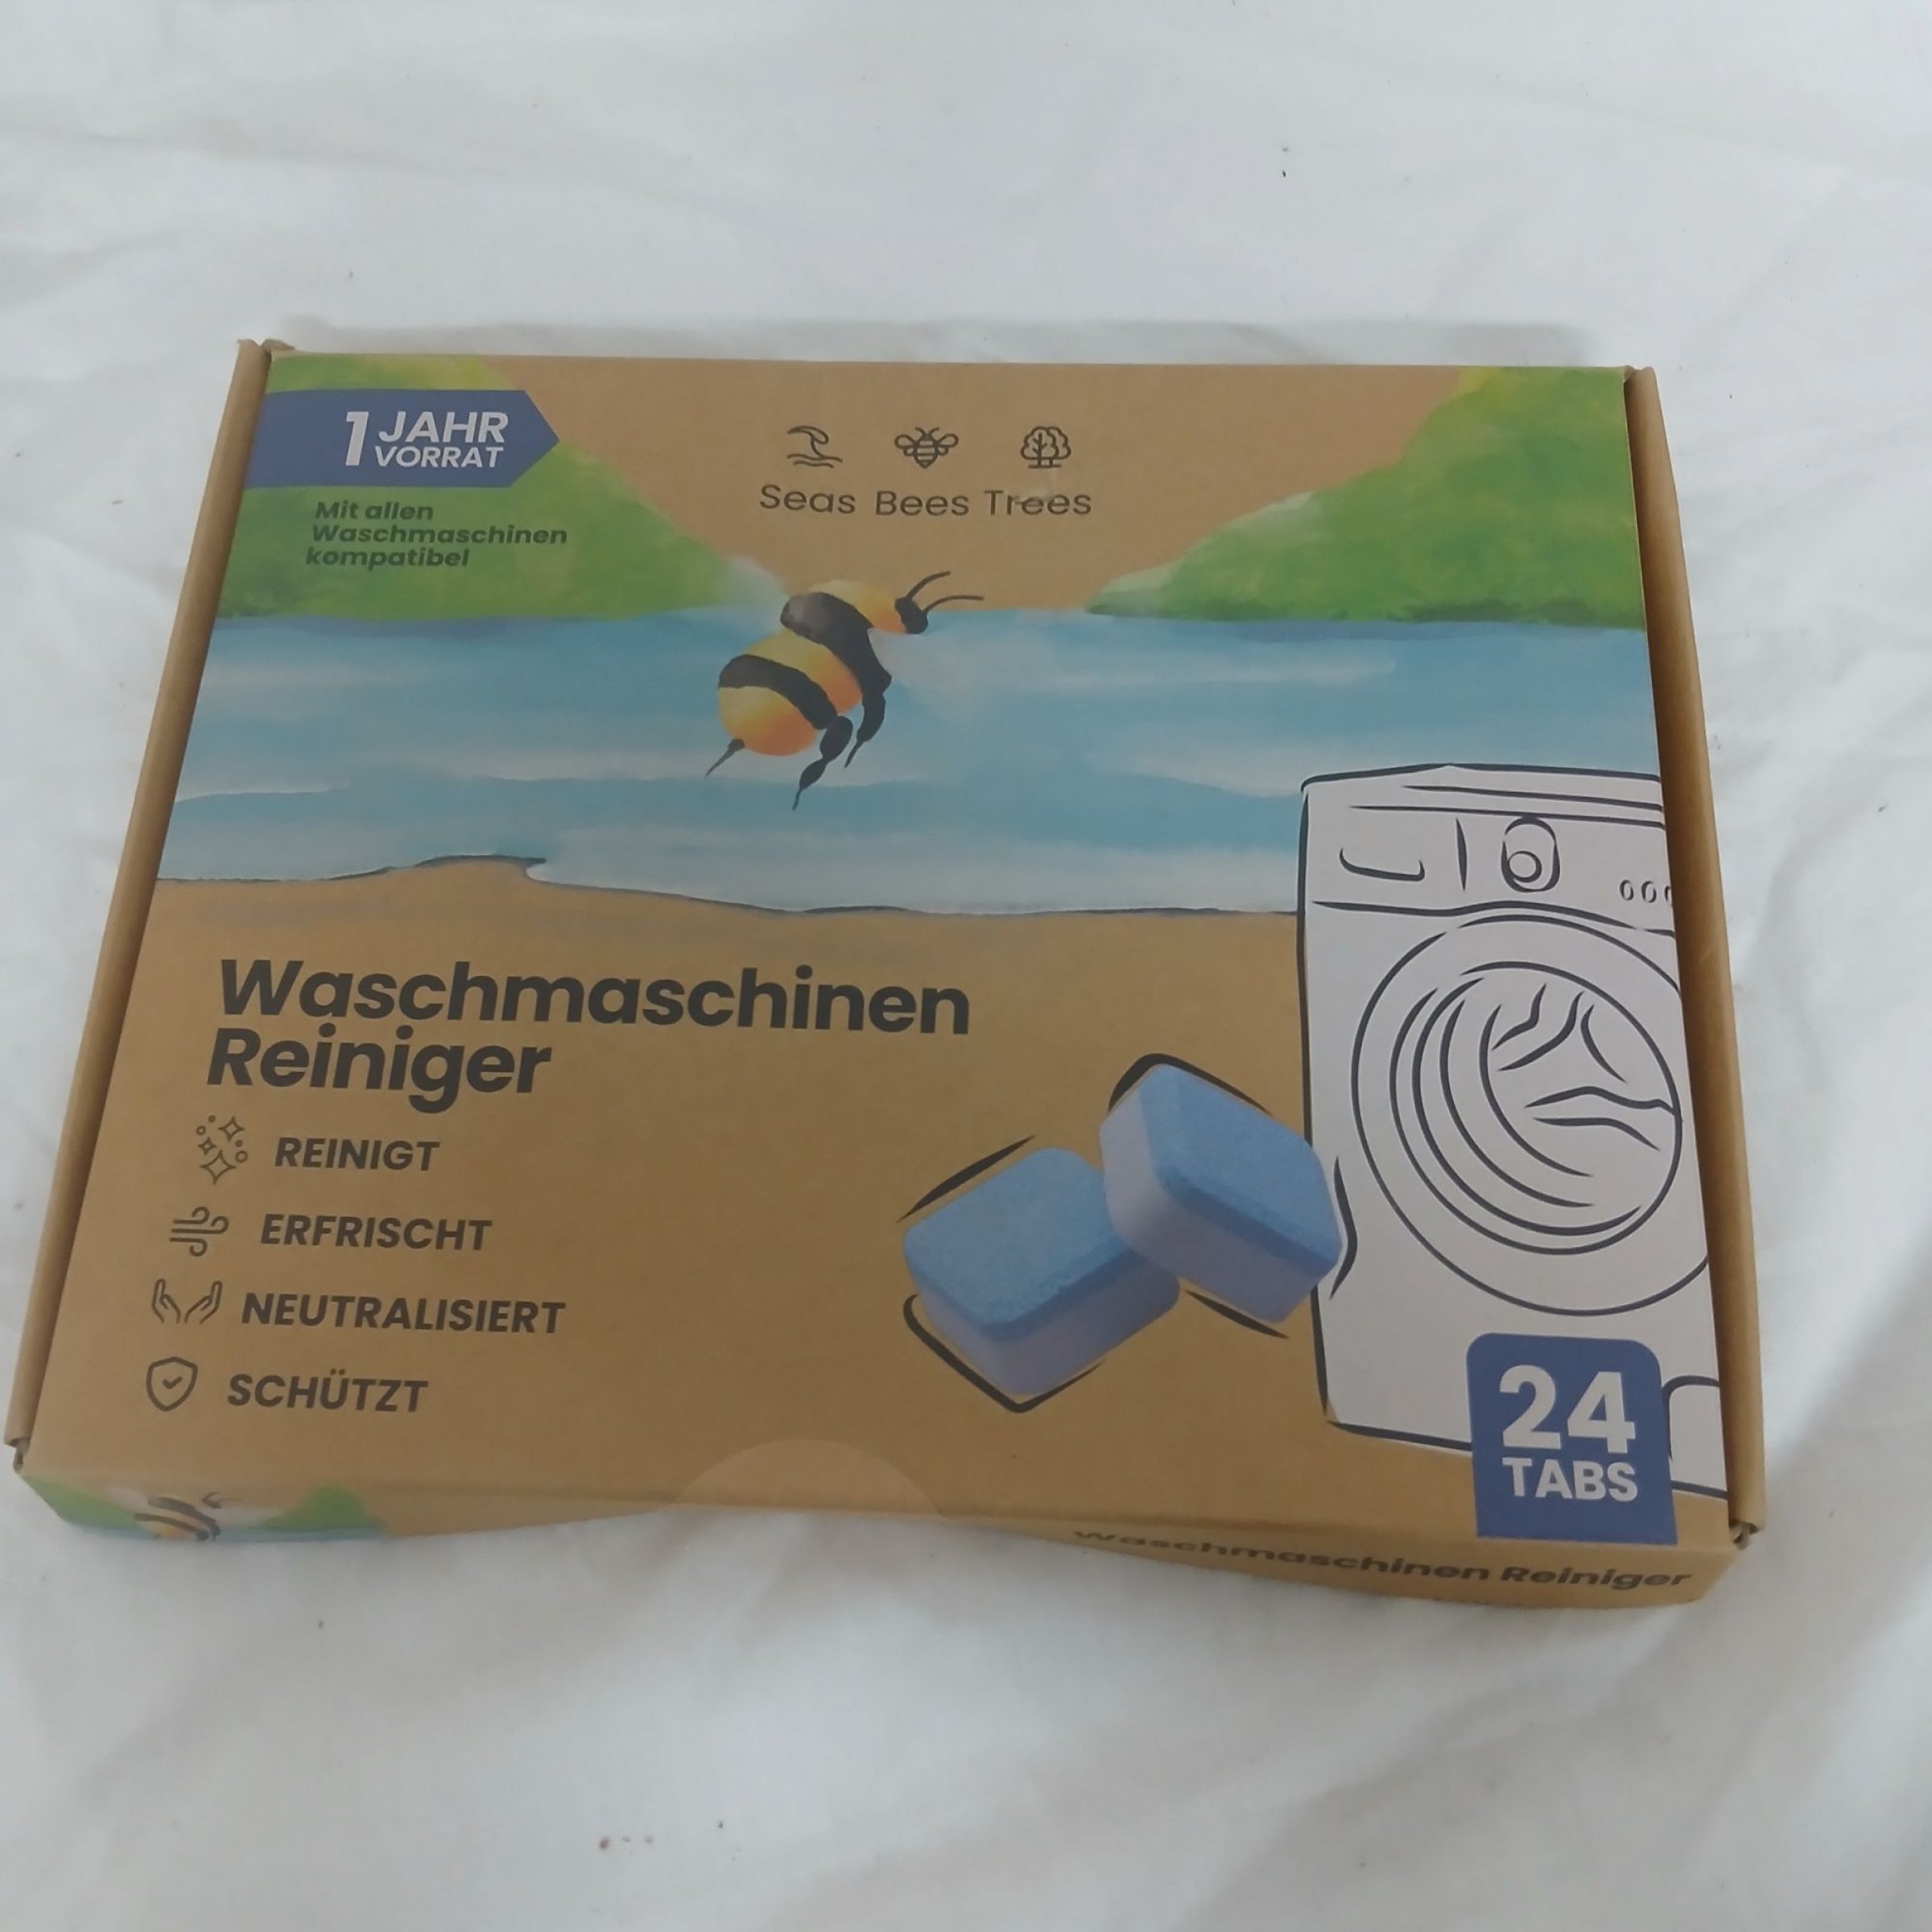 1 JAHR
VORRAT
Mit allen
Waschmaschinen
kompatibel
Seas Bees Trees
Waschmaschinen
Reiniger
REINIGT
ERFRISCHT
NEUTRALISIERT
SCHÜTZT
24
TABS
Waschmaschinen Reiniger